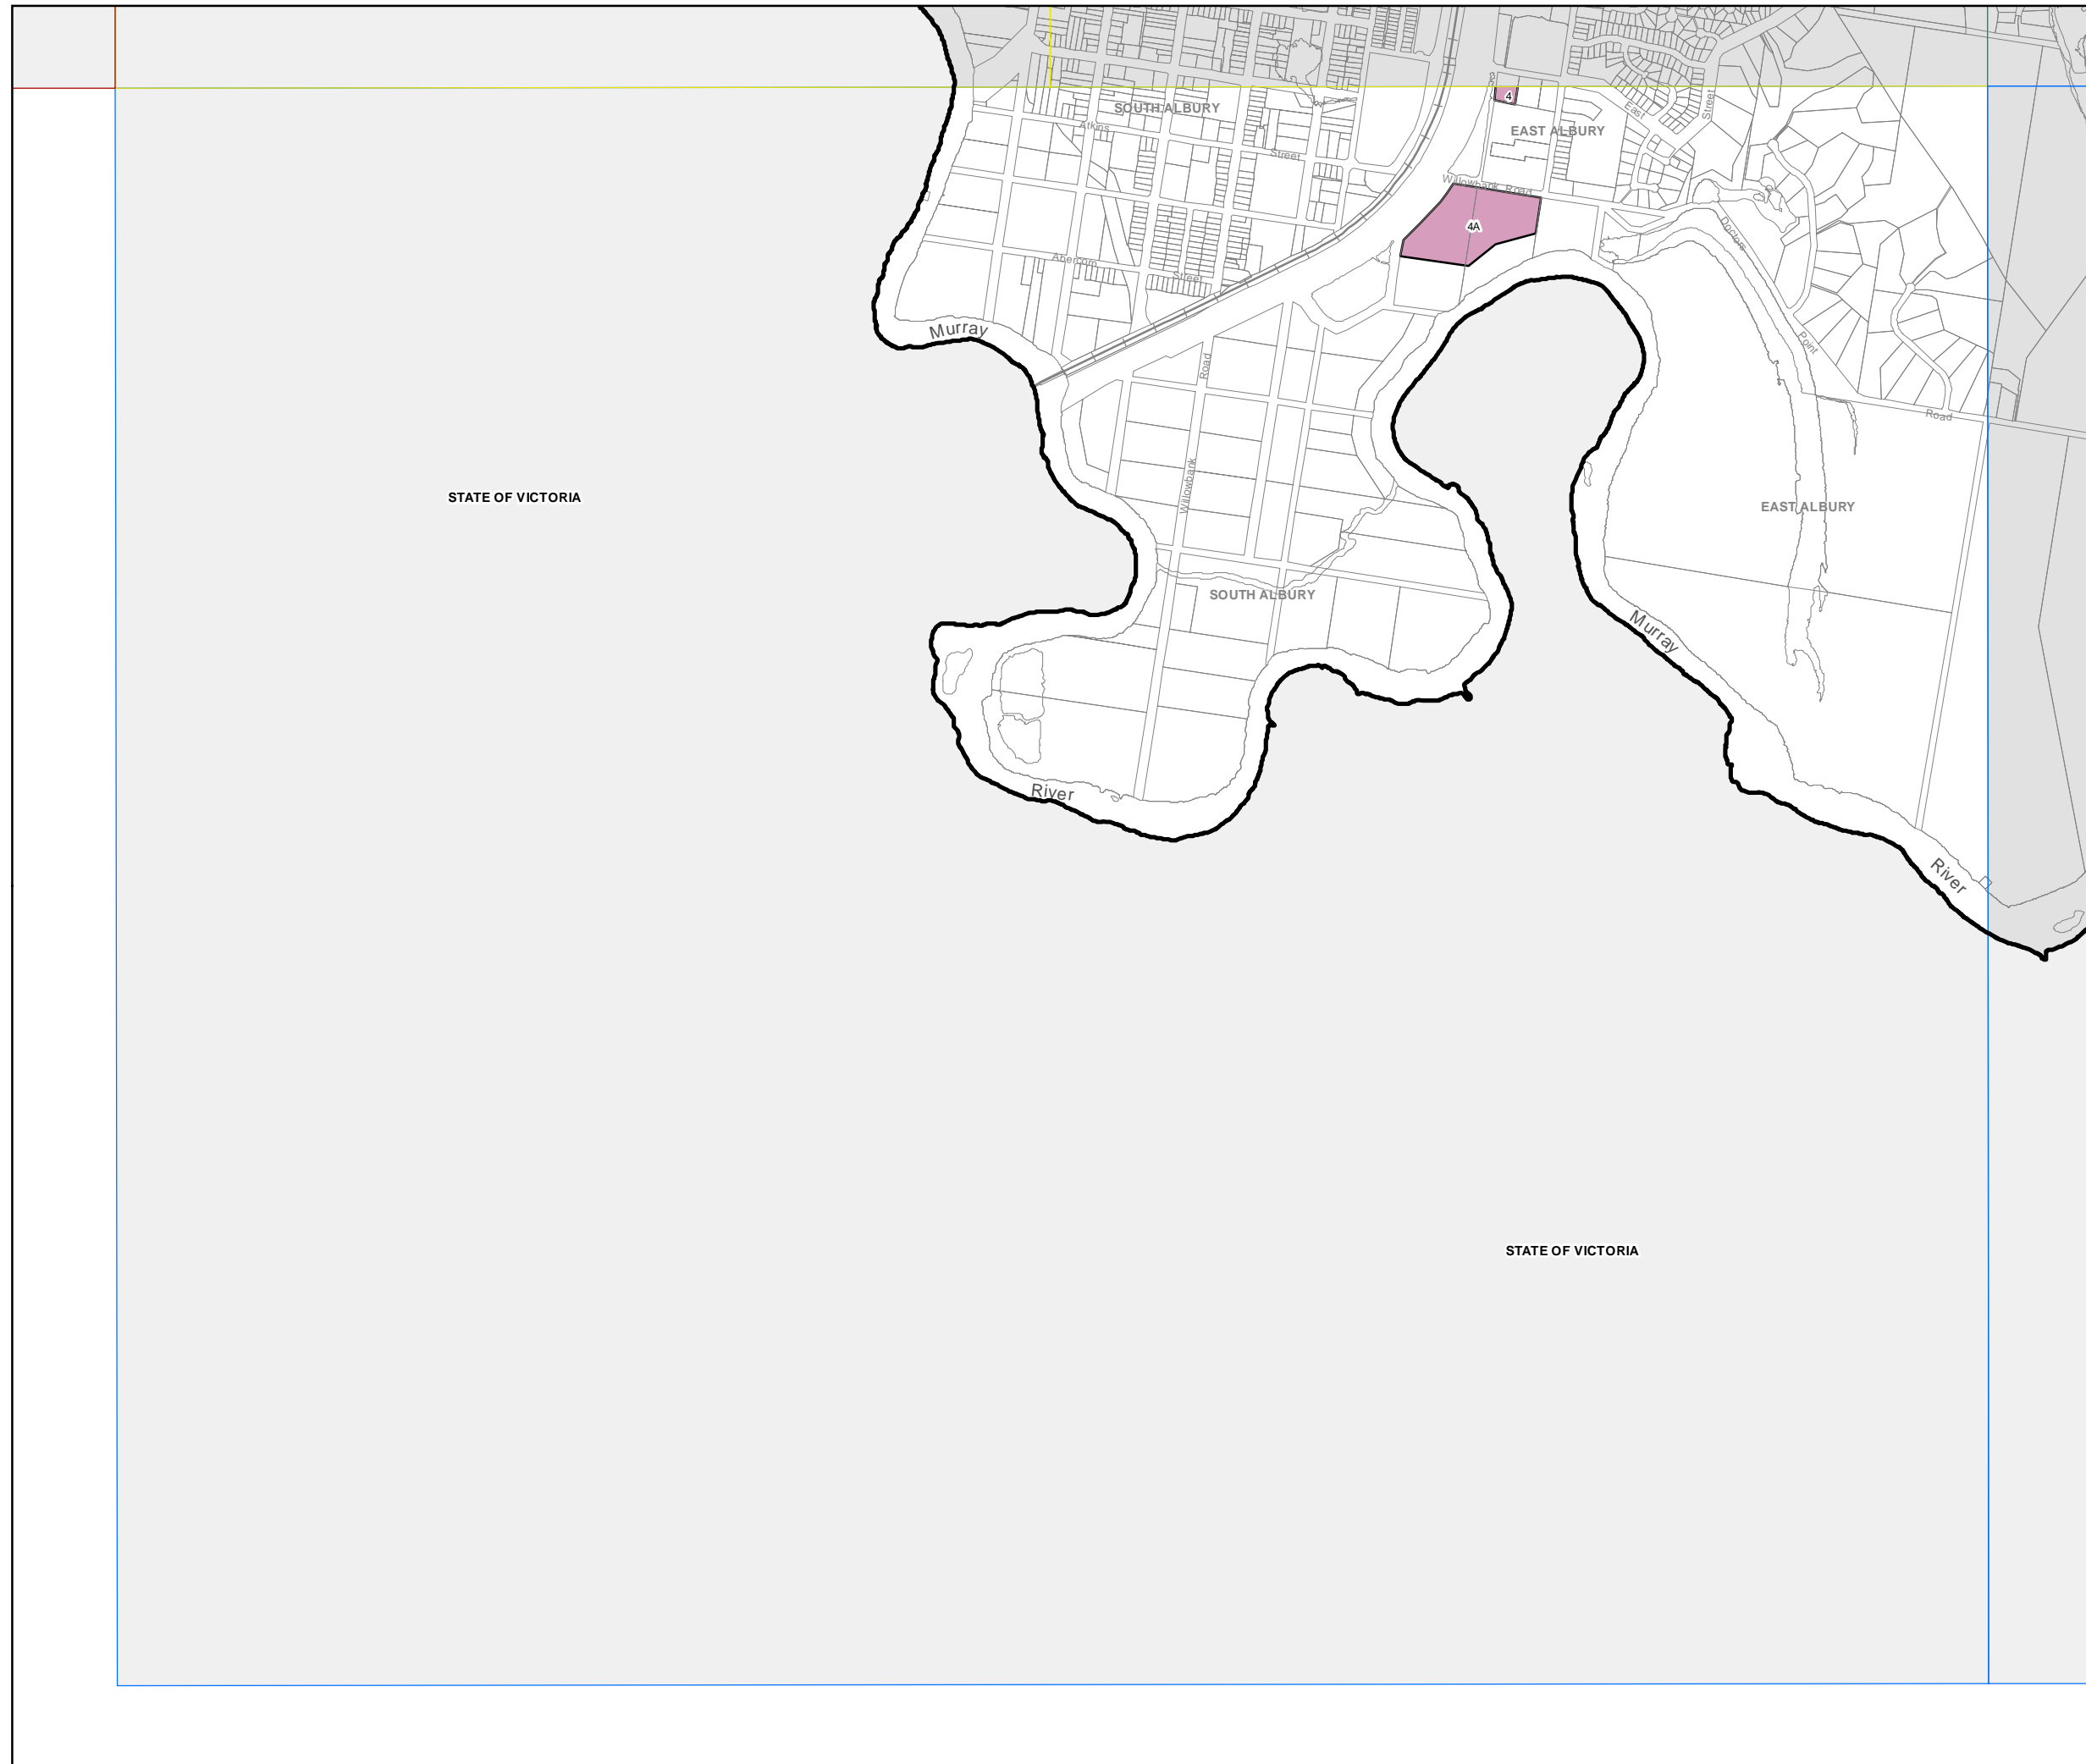 SOUTH ALBURY
4
EAST ALBURY
Atkins
East
Street
Street
Willowbank Road
4A
Doctors
Abercorn
Street
Murray
Point
Road
Road
STATE OF VICTORIA
Willowbank
EAST ALBURY
SOUTH ALBURY
Murray
River
River
STATE OF VICTORIA